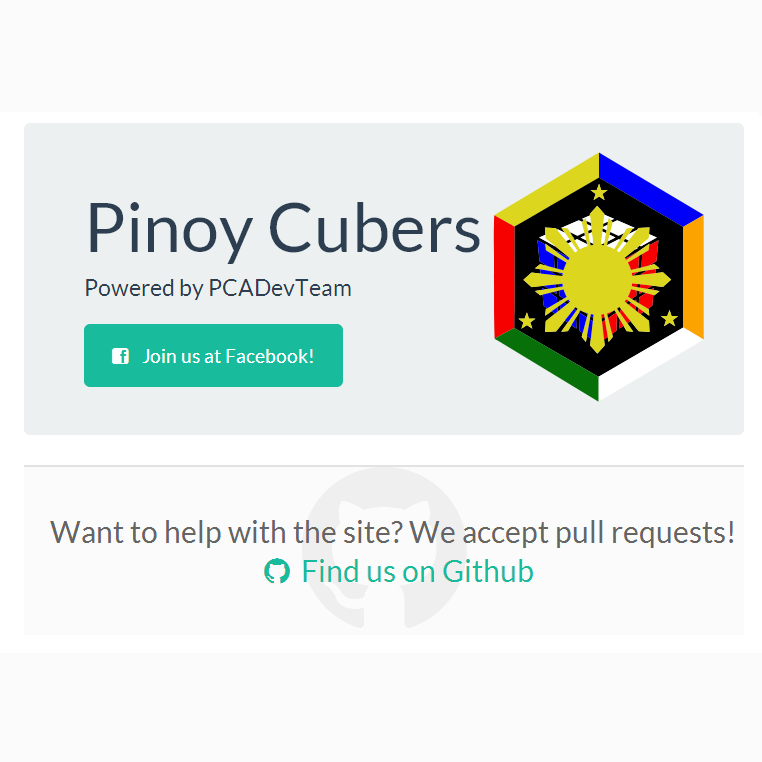 Pinoy Cubers
Powered by PCADevTeam
Join us at Facebook!
Want to help with the site? We accept pull requests!
Find us on Github